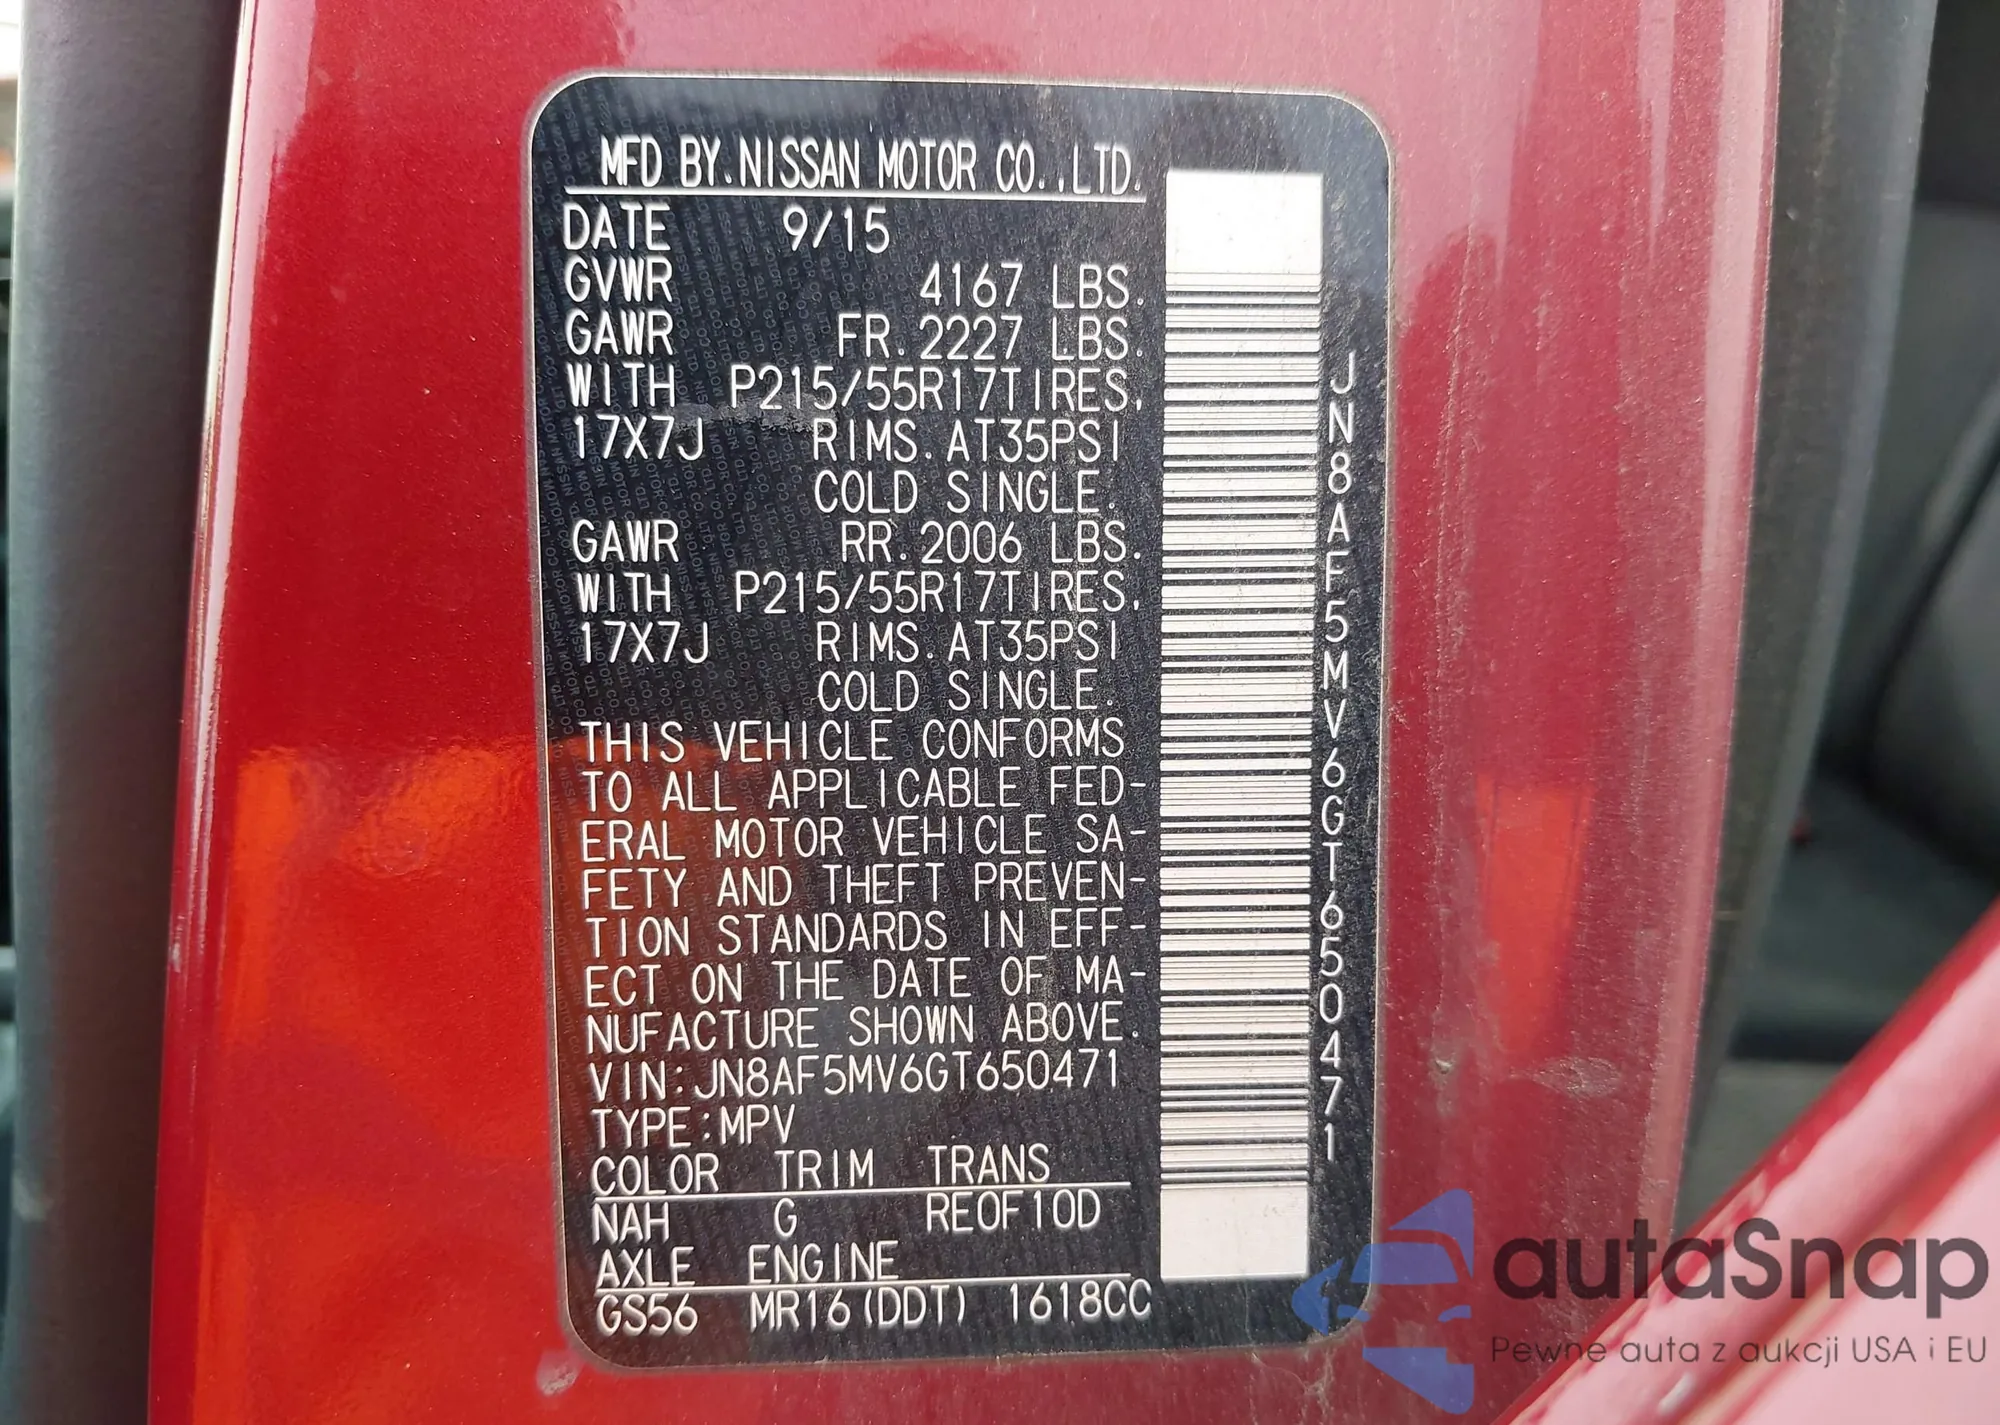 MFD BY.NISSAN MOTOR CO.,LTD.
DATE 9/15
GVWR 4167 LBS.
GAWR FR.2227 LBS.
WITH P215/55R17TIRES,
17X7J RIMS.AT35PSI
COLD SINGLE.
GAWR RR.2006 LBS.
WITH P215/55R17TIRES,
17X7J RIMS.AT35PSI
COLD SINGLE.
THIS VEHICLE CONFORMS
TO ALL APPLICABLE FED-
ERAL MOTOR VEHICLE SA-
FETY AND THEFT PREVEN-
TION STANDARDS IN EFF-
ECT ON THE DATE OF MA-
NUFACTURE SHOWN ABOVE.
VIN:JN8AF5MV6GT650471
TYPE:MPV
COLOR TRIM TRANS
NAH G RE0F10D
AXLE ENGINE
GS56 MR16(DDT) 1618CC
JN8AF5MV6GT650471
autaSnap
Pewne auta z aukcji USA i EU